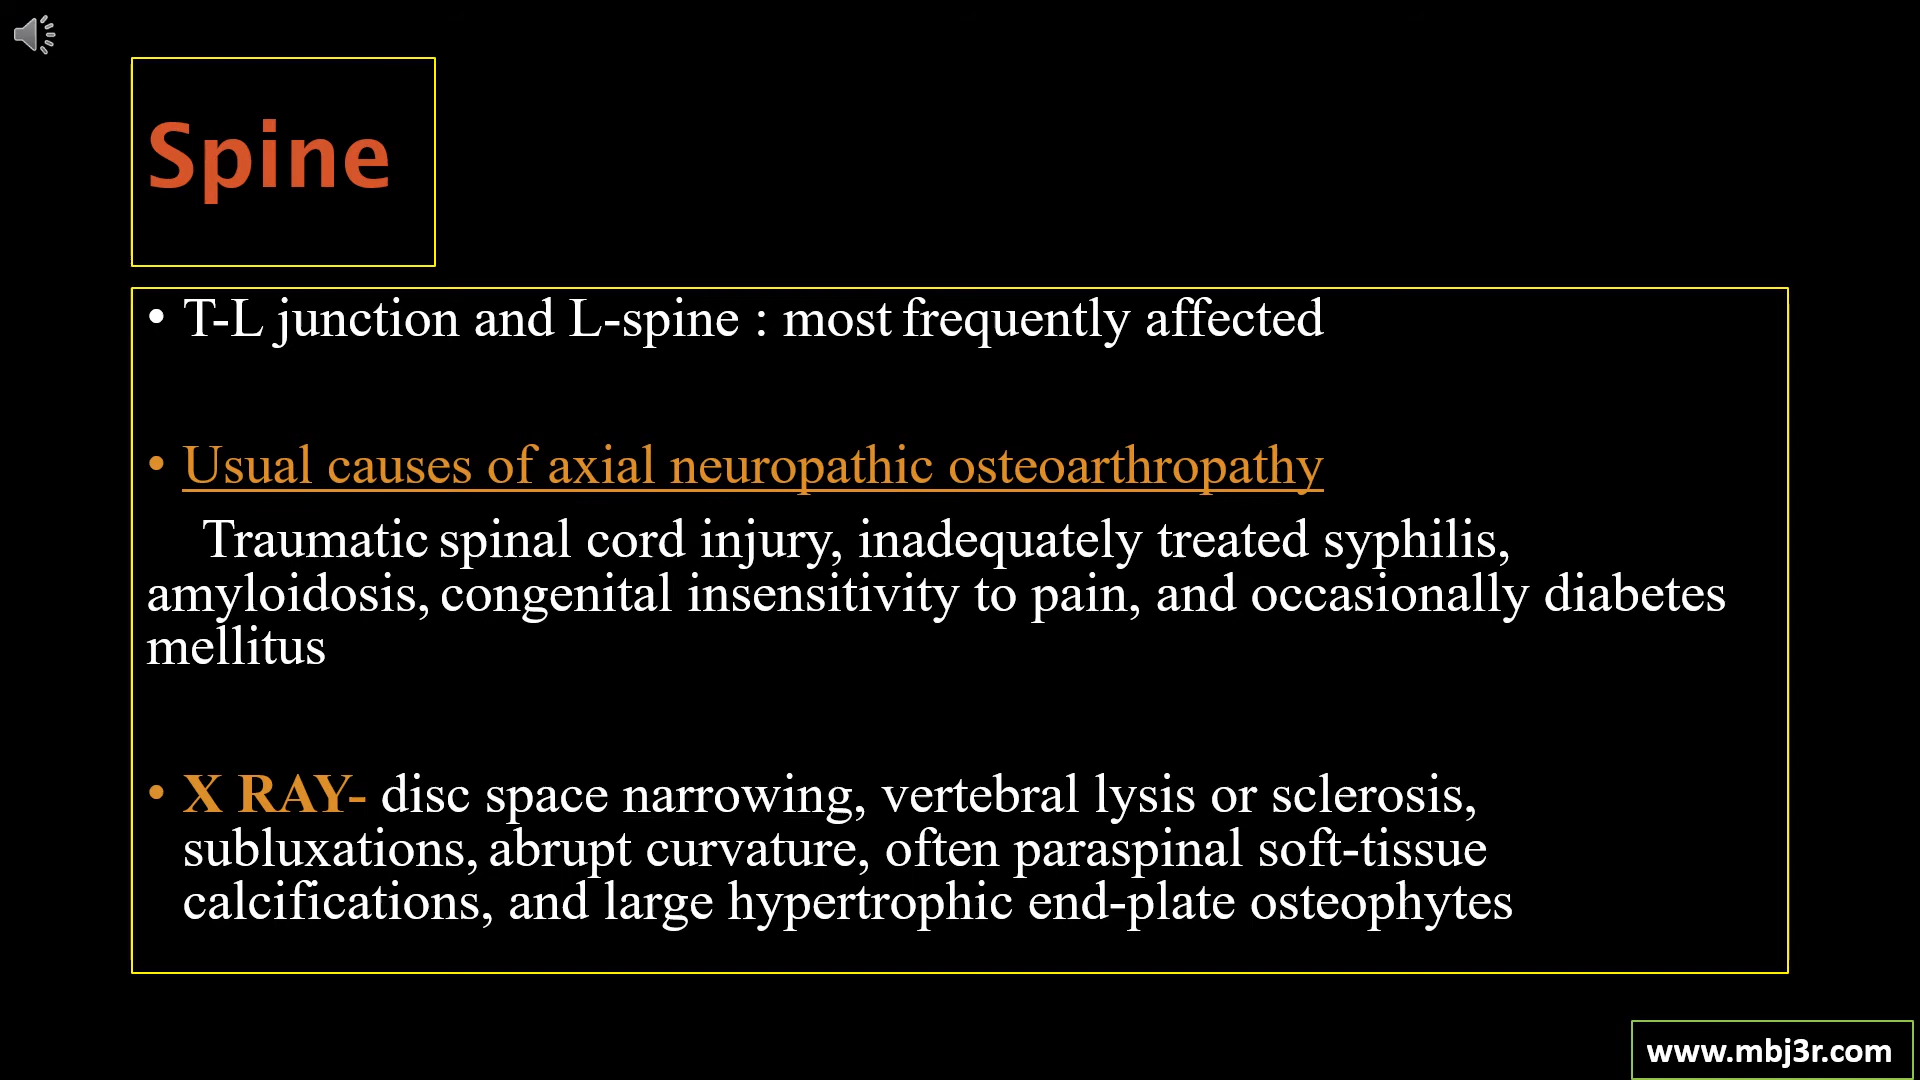 Spine
• T-L junction and L-spine : most frequently affected
• Usual causes of axial neuropathic osteoarthropathy
Traumatic spinal cord injury, inadequately treated syphilis,
amyloidosis, congenital insensitivity to pain, and occasionally diabetes
mellitus
• X RAY- disc space narrowing, vertebral lysis or sclerosis,
subluxations, abrupt curvature, often paraspinal soft-tissue
calcifications, and large hypertrophic end-plate osteophytes
www.mbj3r.com